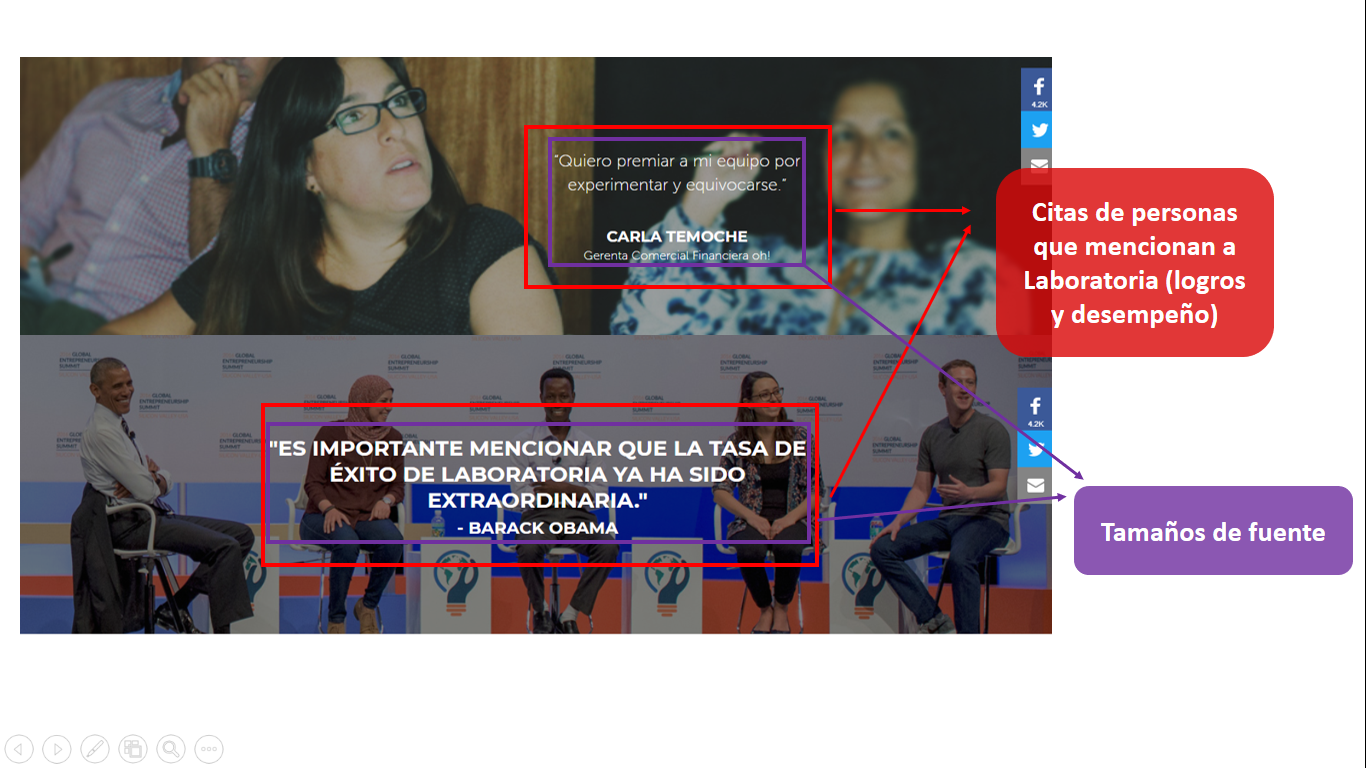 4.2K
"Quiero premiar a mi equipo por
experimentar y equivocarse."
CARLA TEMOCHE
Gerenta Comercial Financiera oh!
Citas de personas
que mencionan a
Laboratoria (logros
y desempeño)
GLOBAL
ENTREPRENEURSHIP
SUMMIT
4.2K
"ES IMPORTANTE MENCIONAR QUE LA TASA DE
ÉXITO DE LABORATORIA YA HA SIDO
EXTRAORDINARIA."
- BARACK OBAMA
Tamaños de fuente